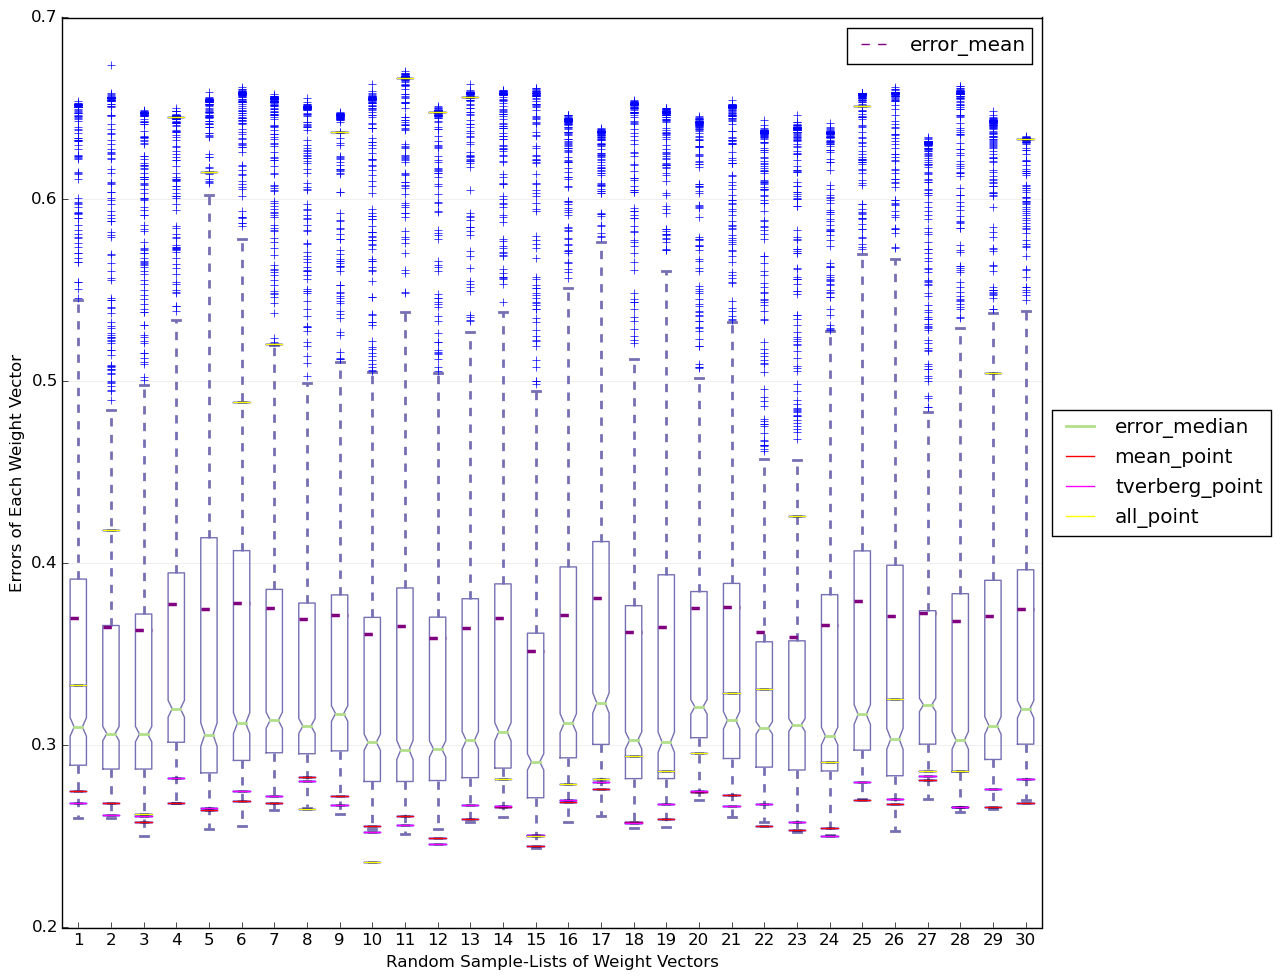 0.7
0.6
0.5
0.4
0.3
0.2
Errors of Each Weight Vector
error_mean
error_median
mean_point
tverberg_point
all_point
1 2 3 4 5 6 7 8 9 10 11 12 13 14 15 16 17 18 19 20 21 22 23 24 25 26 27 28 29 30
Random Sample-Lists of Weight Vectors